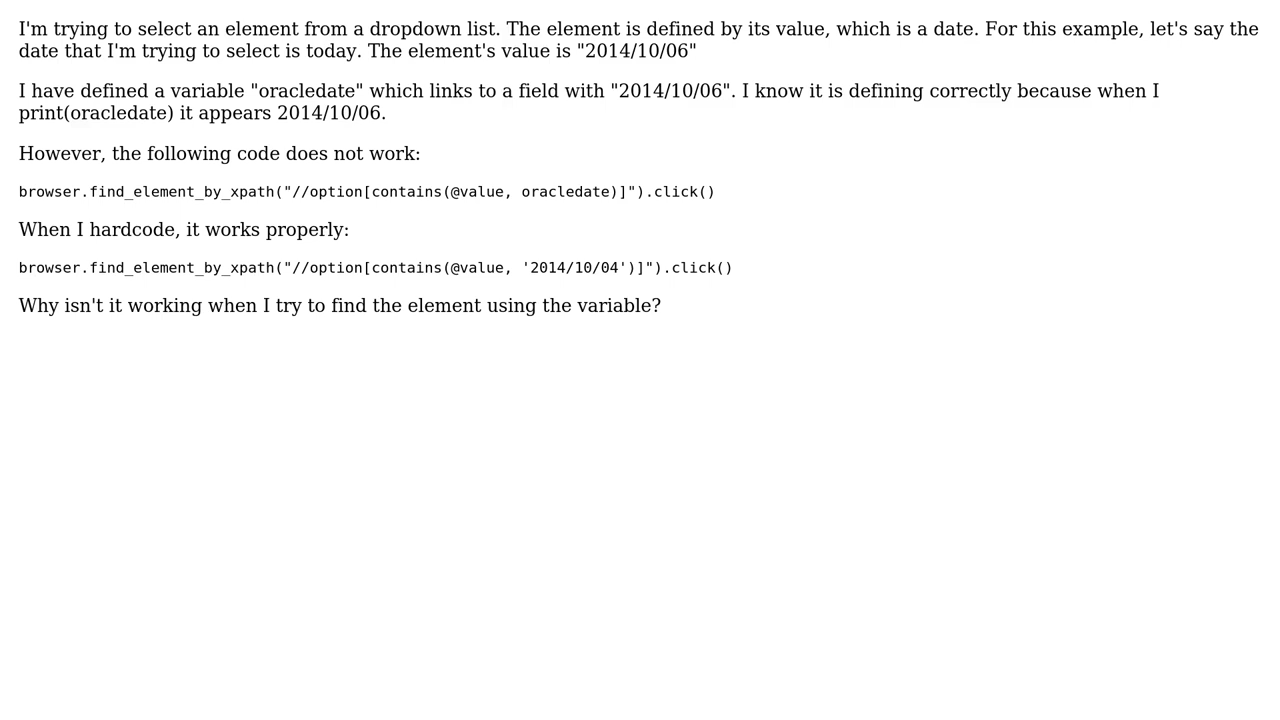 I'm trying to select an element from a dropdown list. The element is defined by its value, which is a date. For this example, let's say the
date that I'm trying to select is today. The element's value is "2014/10/06"
I have defined a variable "oracledate" which links to a field with "2014/10/06". I know it is defining correctly because when I
print(oracledate) it appears 2014/10/06.
However, the following code does not work:
browser.find_element_by_xpath("//option[contains(@value, oracledate)]").click()
When I hardcode, it works properly:
browser.find_element_by_xpath("//option[contains(@value, '2014/10/04')]").click()
Why isn't it working when I try to find the element using the variable?